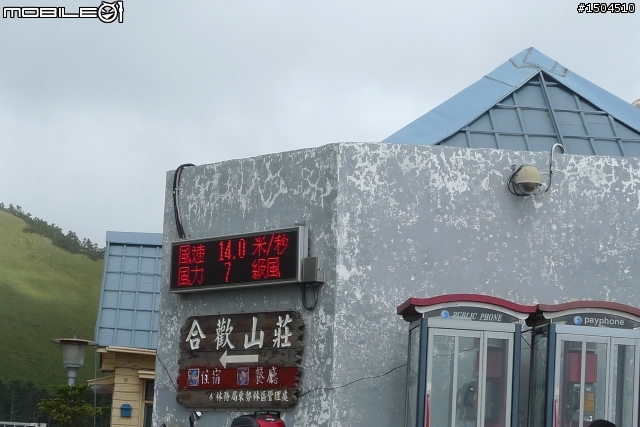 MOBILE01
#1504510
風速 14.0 米/秒
風力 7 級風
合歡山莊
住宿 餐廳
林務局東勢林區管理處
PUBLIC PHONE
payphone